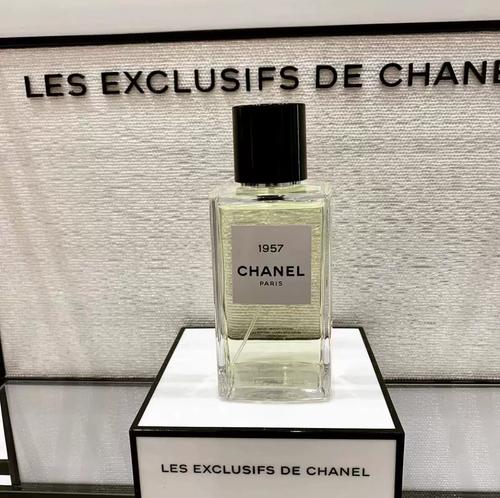 LES EXCLUSIFS DE CHANE
1957
CHANEL
PARIS
LES EXCLUSIFS DE CHANEL